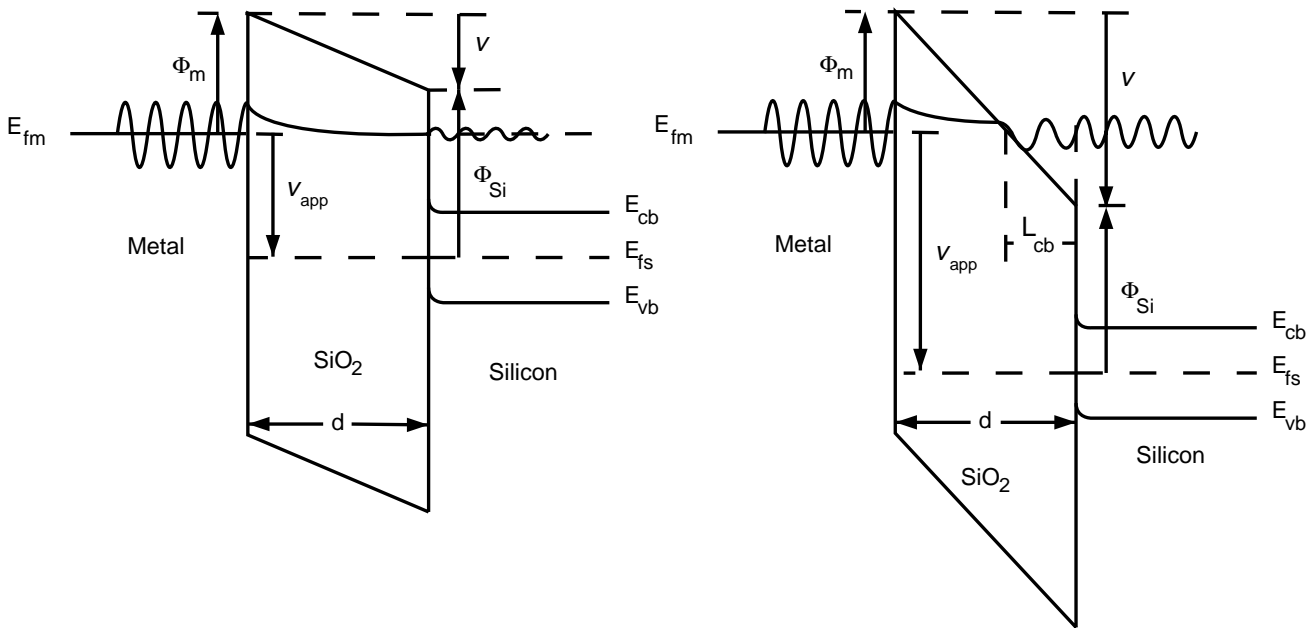 Φm
v
Efm
vapp
ΦSi
Ecb
Metal
Efs
Evb
SiO2
Silicon
d
Φm
v
Efm
Lcb
Metal
vapp
ΦSi
Ecb
Efs
d
Evb
Silicon
SiO2